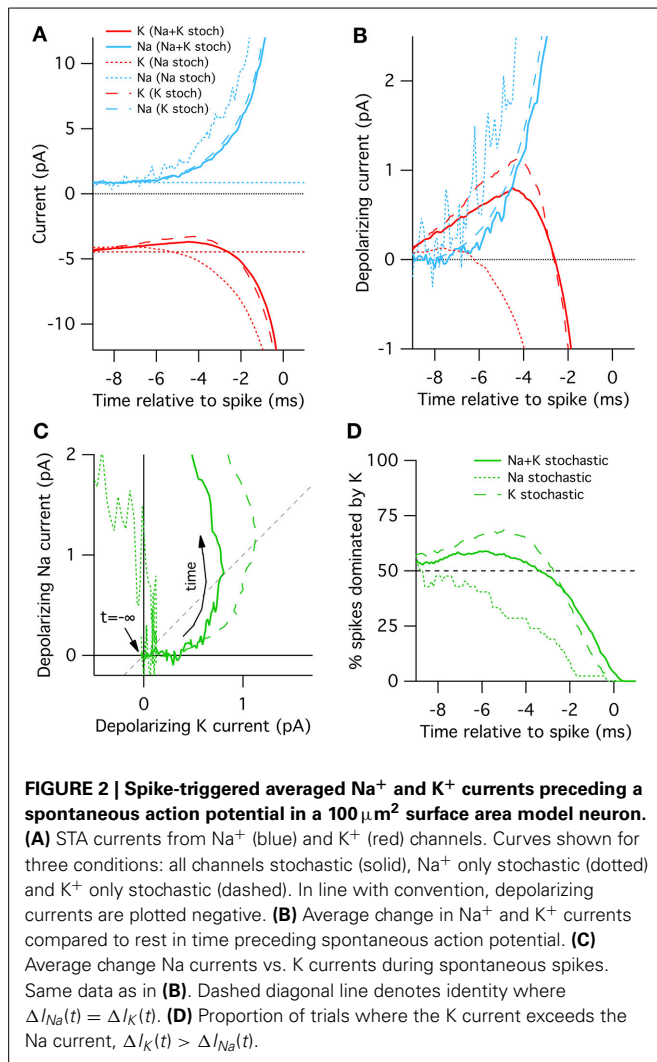 A
K (Na+K stoch)
Na (Na+K stoch)
K (Na stoch)
Na (Na stoch)
K (K stoch)
Na (K stoch)
10
5
0
-5
-10
Current (pA)
-8 -6 -4 -2 0
Time relative to spike (ms)
B
2
1
0
-1
Depolarizing current (pA)
-8 -6 -4 -2 0
Time relative to spike (ms)
C
2
1
0
Depolarizing Na current (pA)
time
t=-∞
0 1
Depolarizing K current (pA)
D
Na+K stochastic
Na stochastic
K stochastic
100
75
50
25
0
% spikes dominated by K
-8 -6 -4 -2 0
Time relative to spike (ms)
FIGURE 2 | Spike-triggered averaged Na⁺ and K⁺ currents preceding a
spontaneous action potential in a 100 μm² surface area model neuron.
(A) STA currents from Na⁺ (blue) and K⁺ (red) channels. Curves shown for
three conditions: all channels stochastic (solid), Na⁺ only stochastic (dotted)
and K⁺ only stochastic (dashed). In line with convention, depolarizing
currents are plotted negative. (B) Average change in Na⁺ and K⁺ currents
compared to rest in time preceding spontaneous action potential. (C)
Average change Na currents vs. K currents during spontaneous spikes.
Same data as in (B). Dashed diagonal line denotes identity where
ΔI_Na(t) = ΔI_K(t). (D) Proportion of trials where the K current exceeds the
Na current, ΔI_K(t) > ΔI_Na(t).